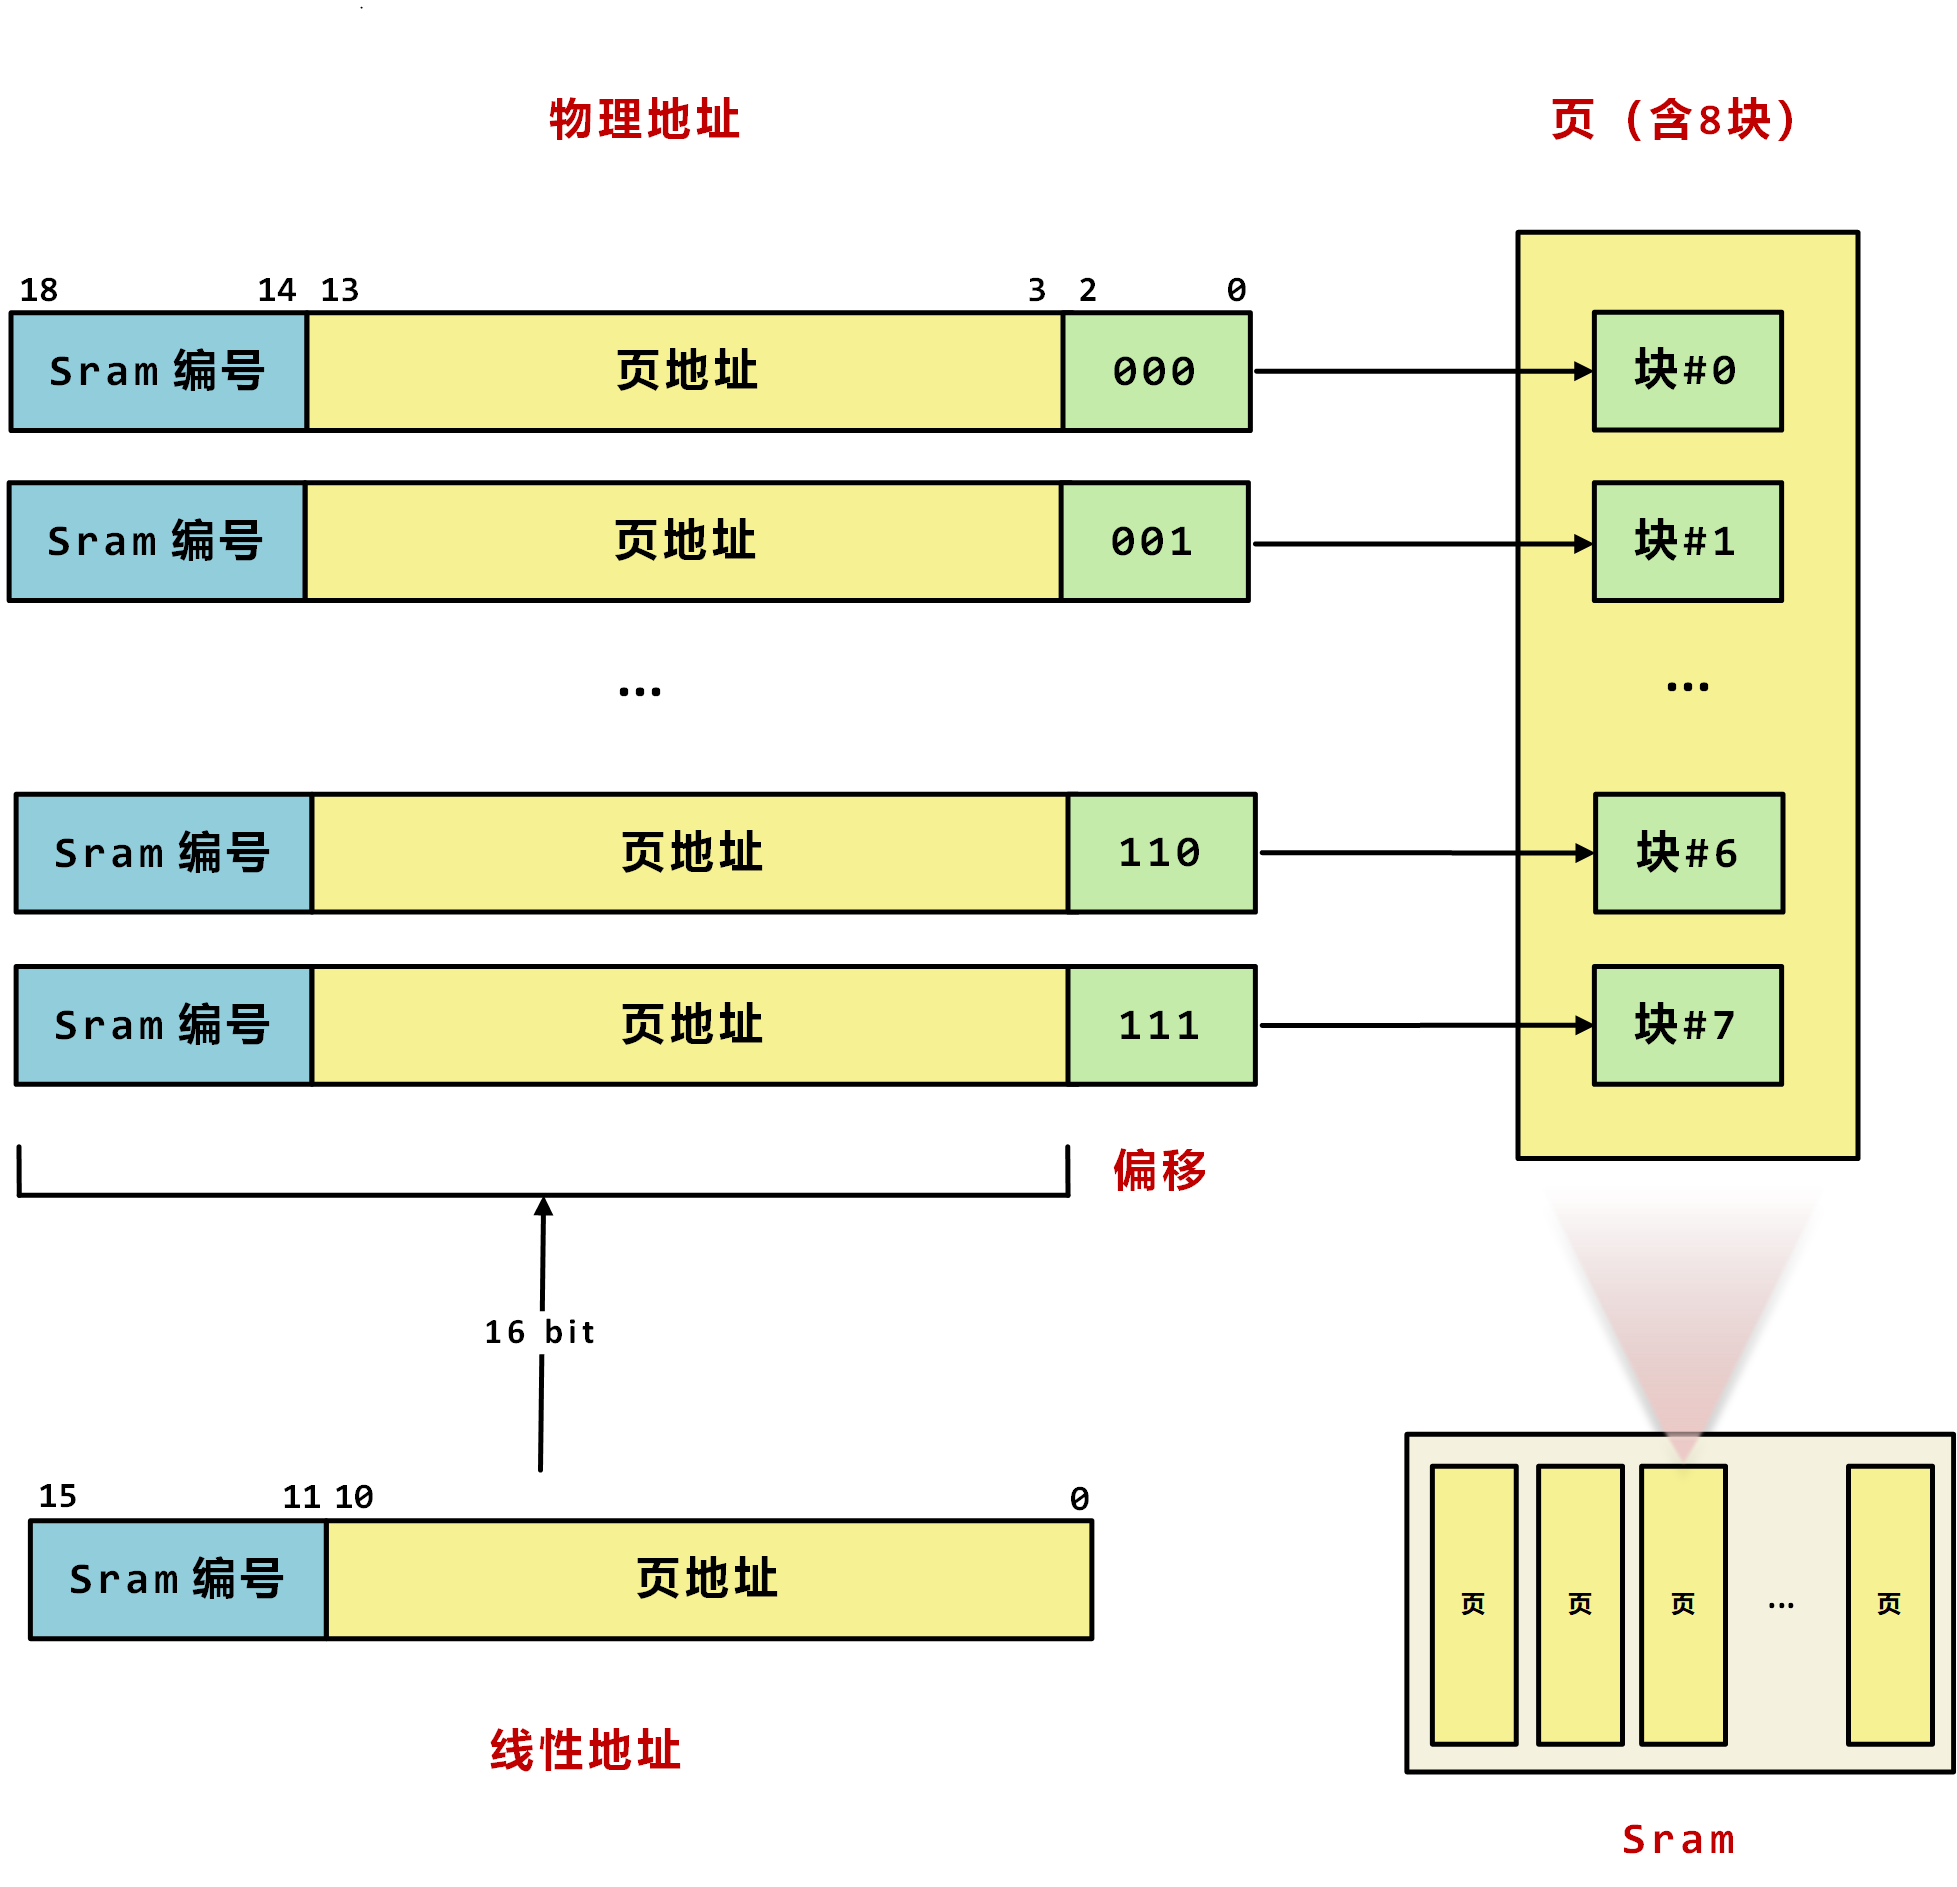 物理地址
页（含8块）
18 14 13 3 2 0
Sram 编号 页地址 000 块#0
Sram 编号 页地址 001 块#1
... ...
Sram 编号 页地址 110 块#6
Sram 编号 页地址 111 块#7
偏移
16 bit
15 11 10 0
Sram 编号 页地址
页 页 页 ... 页
线性地址
Sram